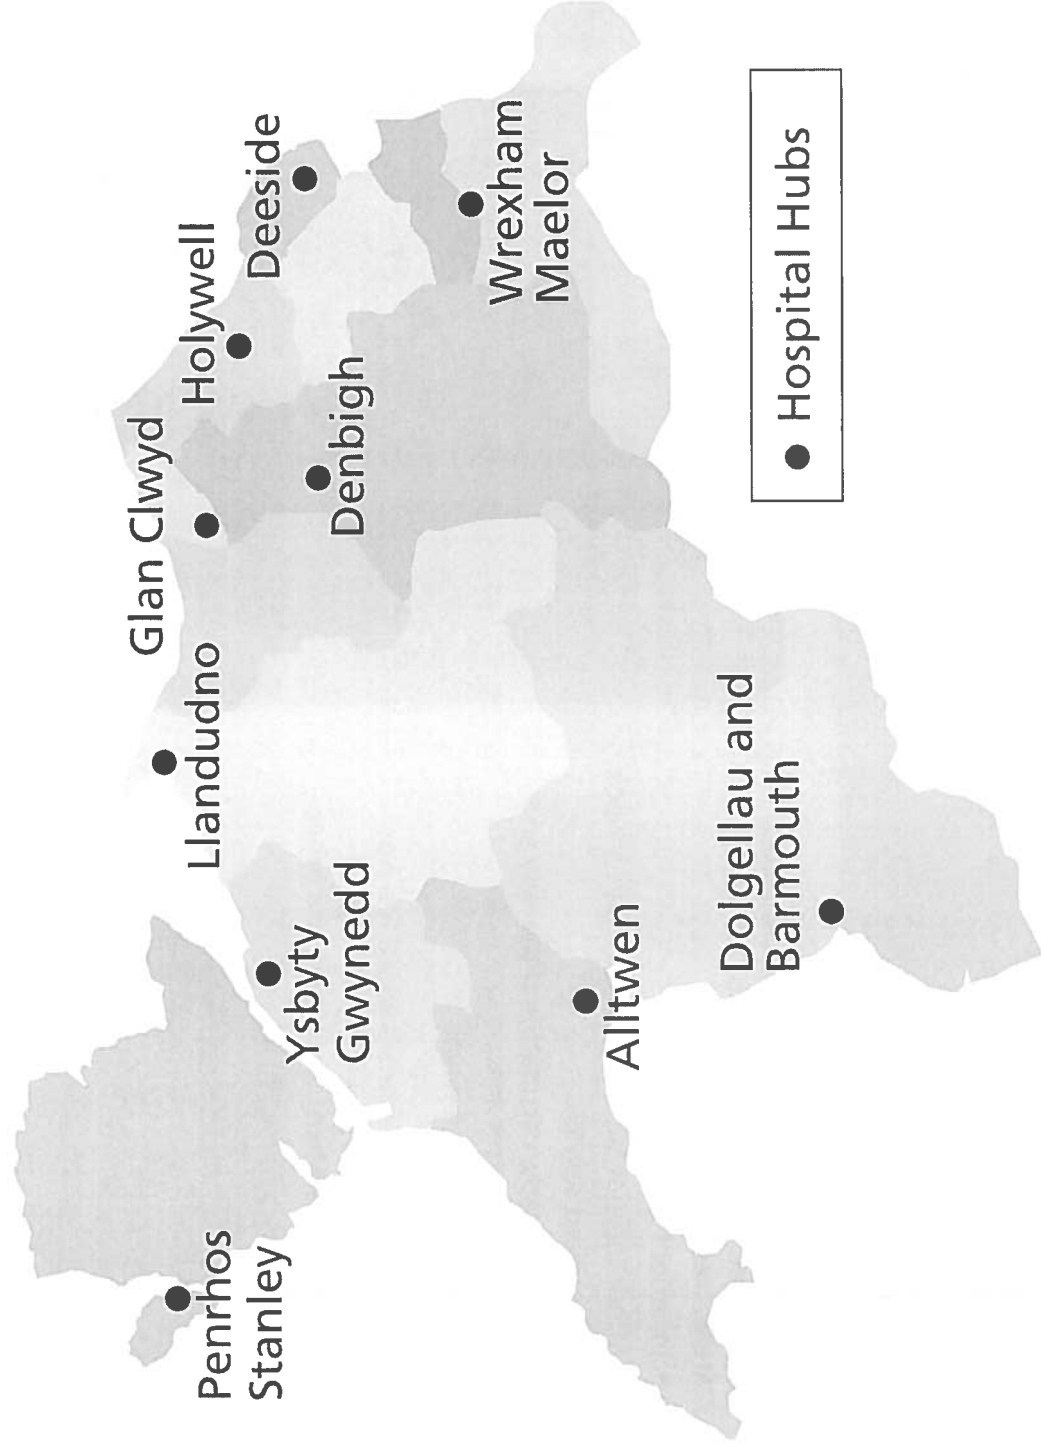 Penrhos
Stanley
Ysbyty
Gwynedd
Llandudno
Glan Clwyd
Holywell
Deeside
Denbigh
Wrexham
Maelor
Alltwen
Dolgellau and
Barmouth
Hospital Hubs